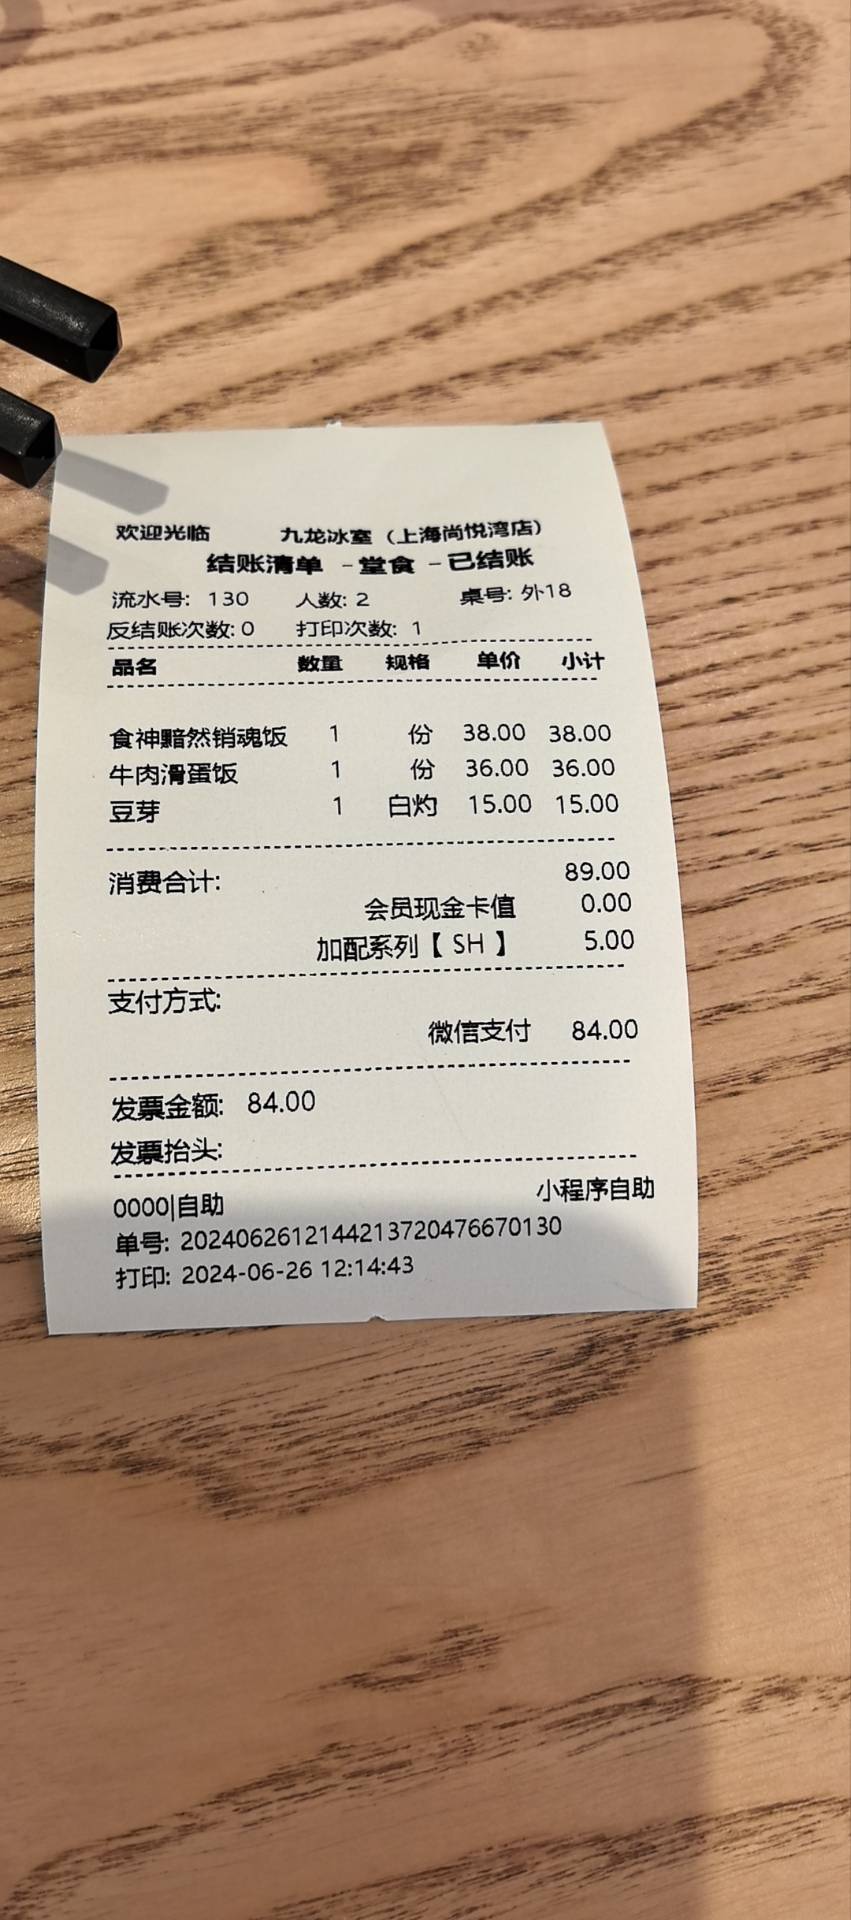 欢迎光临 九龙冰室（上海尚悦湾店）
结账清单 -堂食 -已结账
流水号: 130 人数: 2 桌号: 外18
反结账次数: 0 打印次数: 1
品名 数量 规格 单价 小计
食神黯然销魂饭 1 份 38.00 38.00
牛肉滑蛋饭 1 份 36.00 36.00
豆芽 1 白灼 15.00 15.00
消费合计: 89.00
会员现金卡值 0.00
加配系列【 SH 】 5.00
支付方式:
微信支付 84.00
发票金额: 84.00
发票抬头:
0000|自助 小程序自助
单号: 2024062612144213720476670130
打印: 2024-06-26 12:14:43